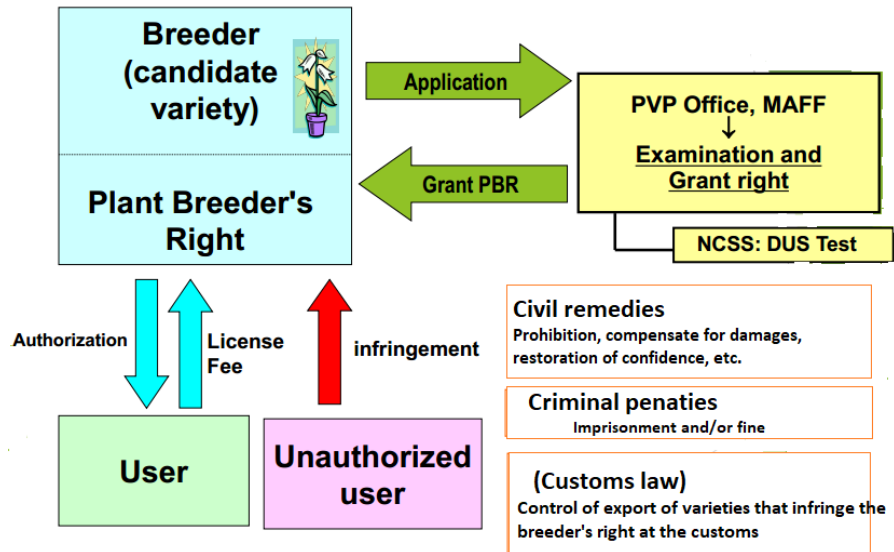 Breeder
(candidate
variety)
Plant Breeder's
Right
Application
Grant PBR
PVP Office, MAFF
↓
Examination and
Grant right
NCSS: DUS Test
Authorization
License
Fee
infringement
User
Unauthorized
user
Civil remedies
Prohibition, compensate for damages,
restoration of confidence, etc.
Criminal penaties
Imprisonment and/or fine
(Customs law)
Control of export of varieties that infringe the
breeder's right at the customs